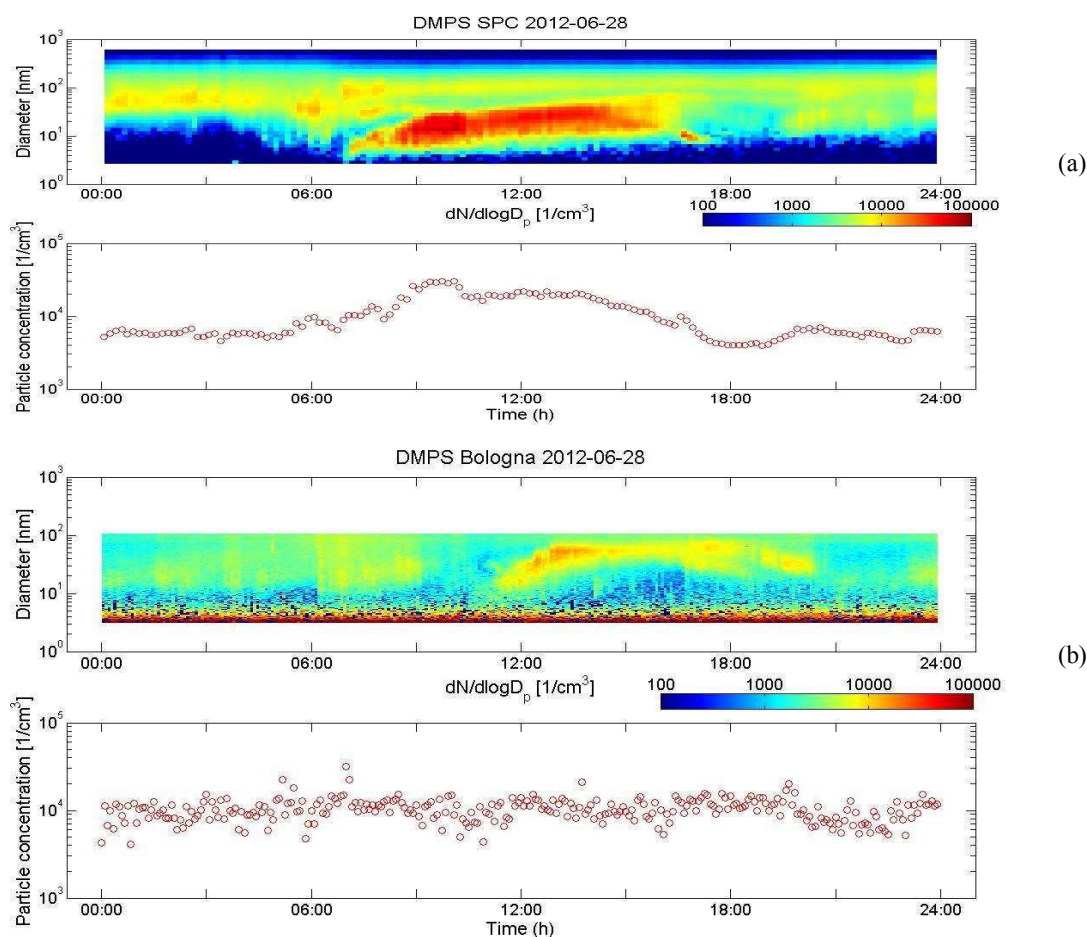 DMPS SPC 2012-06-28
10³
10²
10¹
10⁰
Diameter [nm]
00:00 06:00 12:00 18:00 24:00
dN/dlogDp [1/cm³]
100 1000 10000 100000
(a)
10⁵
10⁴
10³
Particle concentration [1/cm³]
00:00 06:00 12:00 18:00 24:00
Time (h)
DMPS Bologna 2012-06-28
10³
10²
10¹
10⁰
Diameter [nm]
00:00 06:00 12:00 18:00 24:00
dN/dlogDp [1/cm³]
100 1000 10000 100000
(b)
10⁵
10⁴
10³
Particle concentration [1/cm³]
00:00 06:00 12:00 18:00 24:00
Time (h)